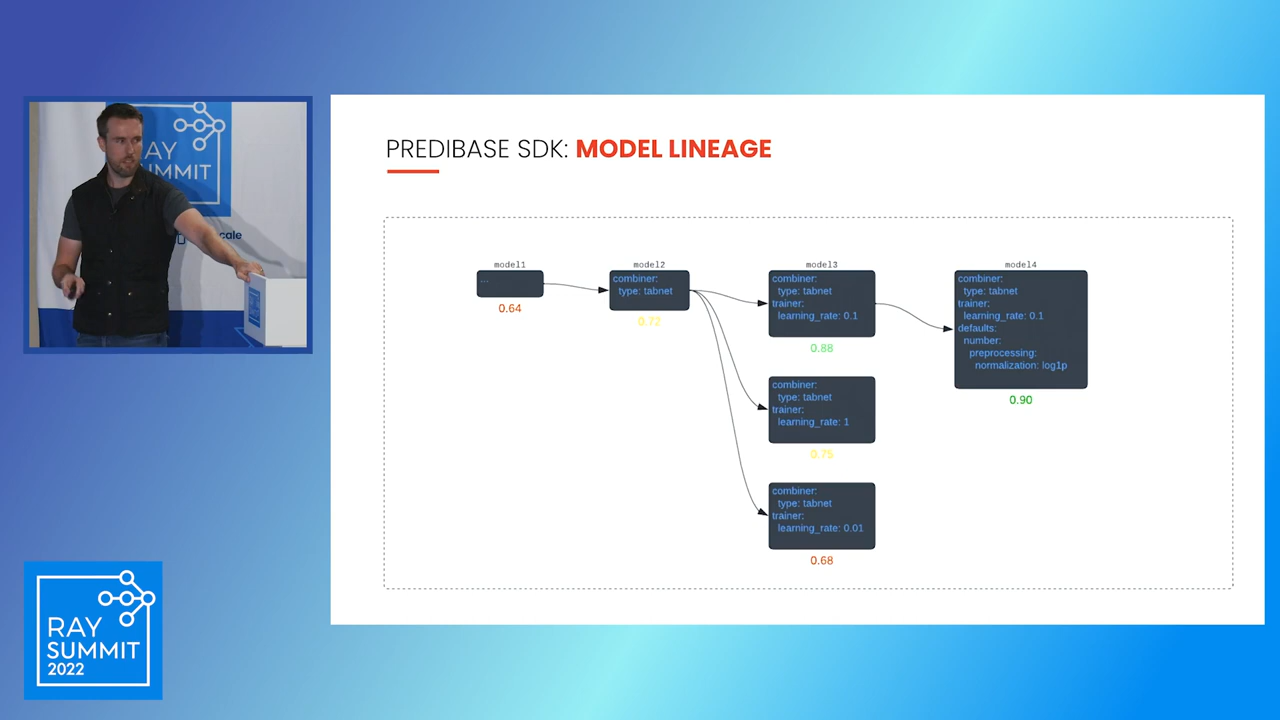 PREDIBASE SDK: MODEL LINEAGE
model1
...
0.64
model2
combiner:
type: tabnet
0.72
model3
combiner:
type: tabnet
trainer:
learning_rate: 0.1
0.88
combiner:
type: tabnet
trainer:
learning_rate: 1
0.75
combiner:
type: tabnet
trainer:
learning_rate: 0.01
0.68
model4
combiner:
type: tabnet
trainer:
learning_rate: 0.1
defaults:
number:
preprocessing:
normalization: log1p
0.90
AY
SUMMIT
cale
RAY
SUMMIT
2022